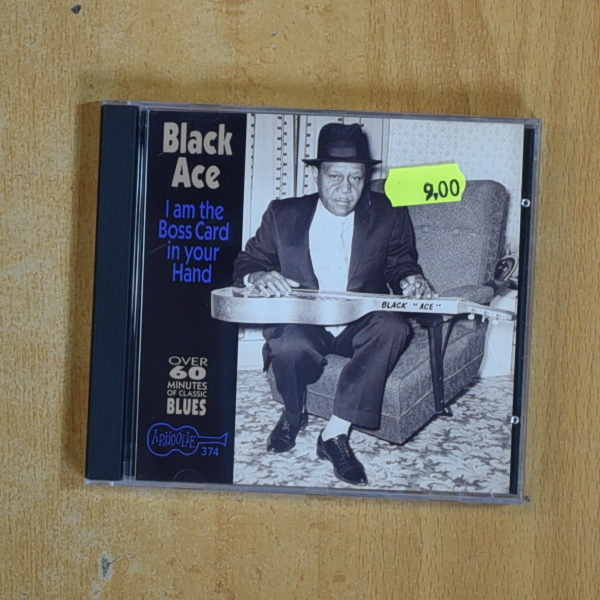 Black
Ace
I am the
Boss Card
in your
Hand
9,00
BLACK "ACE"
OVER
60
MINUTES
OF CLASSIC
BLUES
ARHOOLIE
374